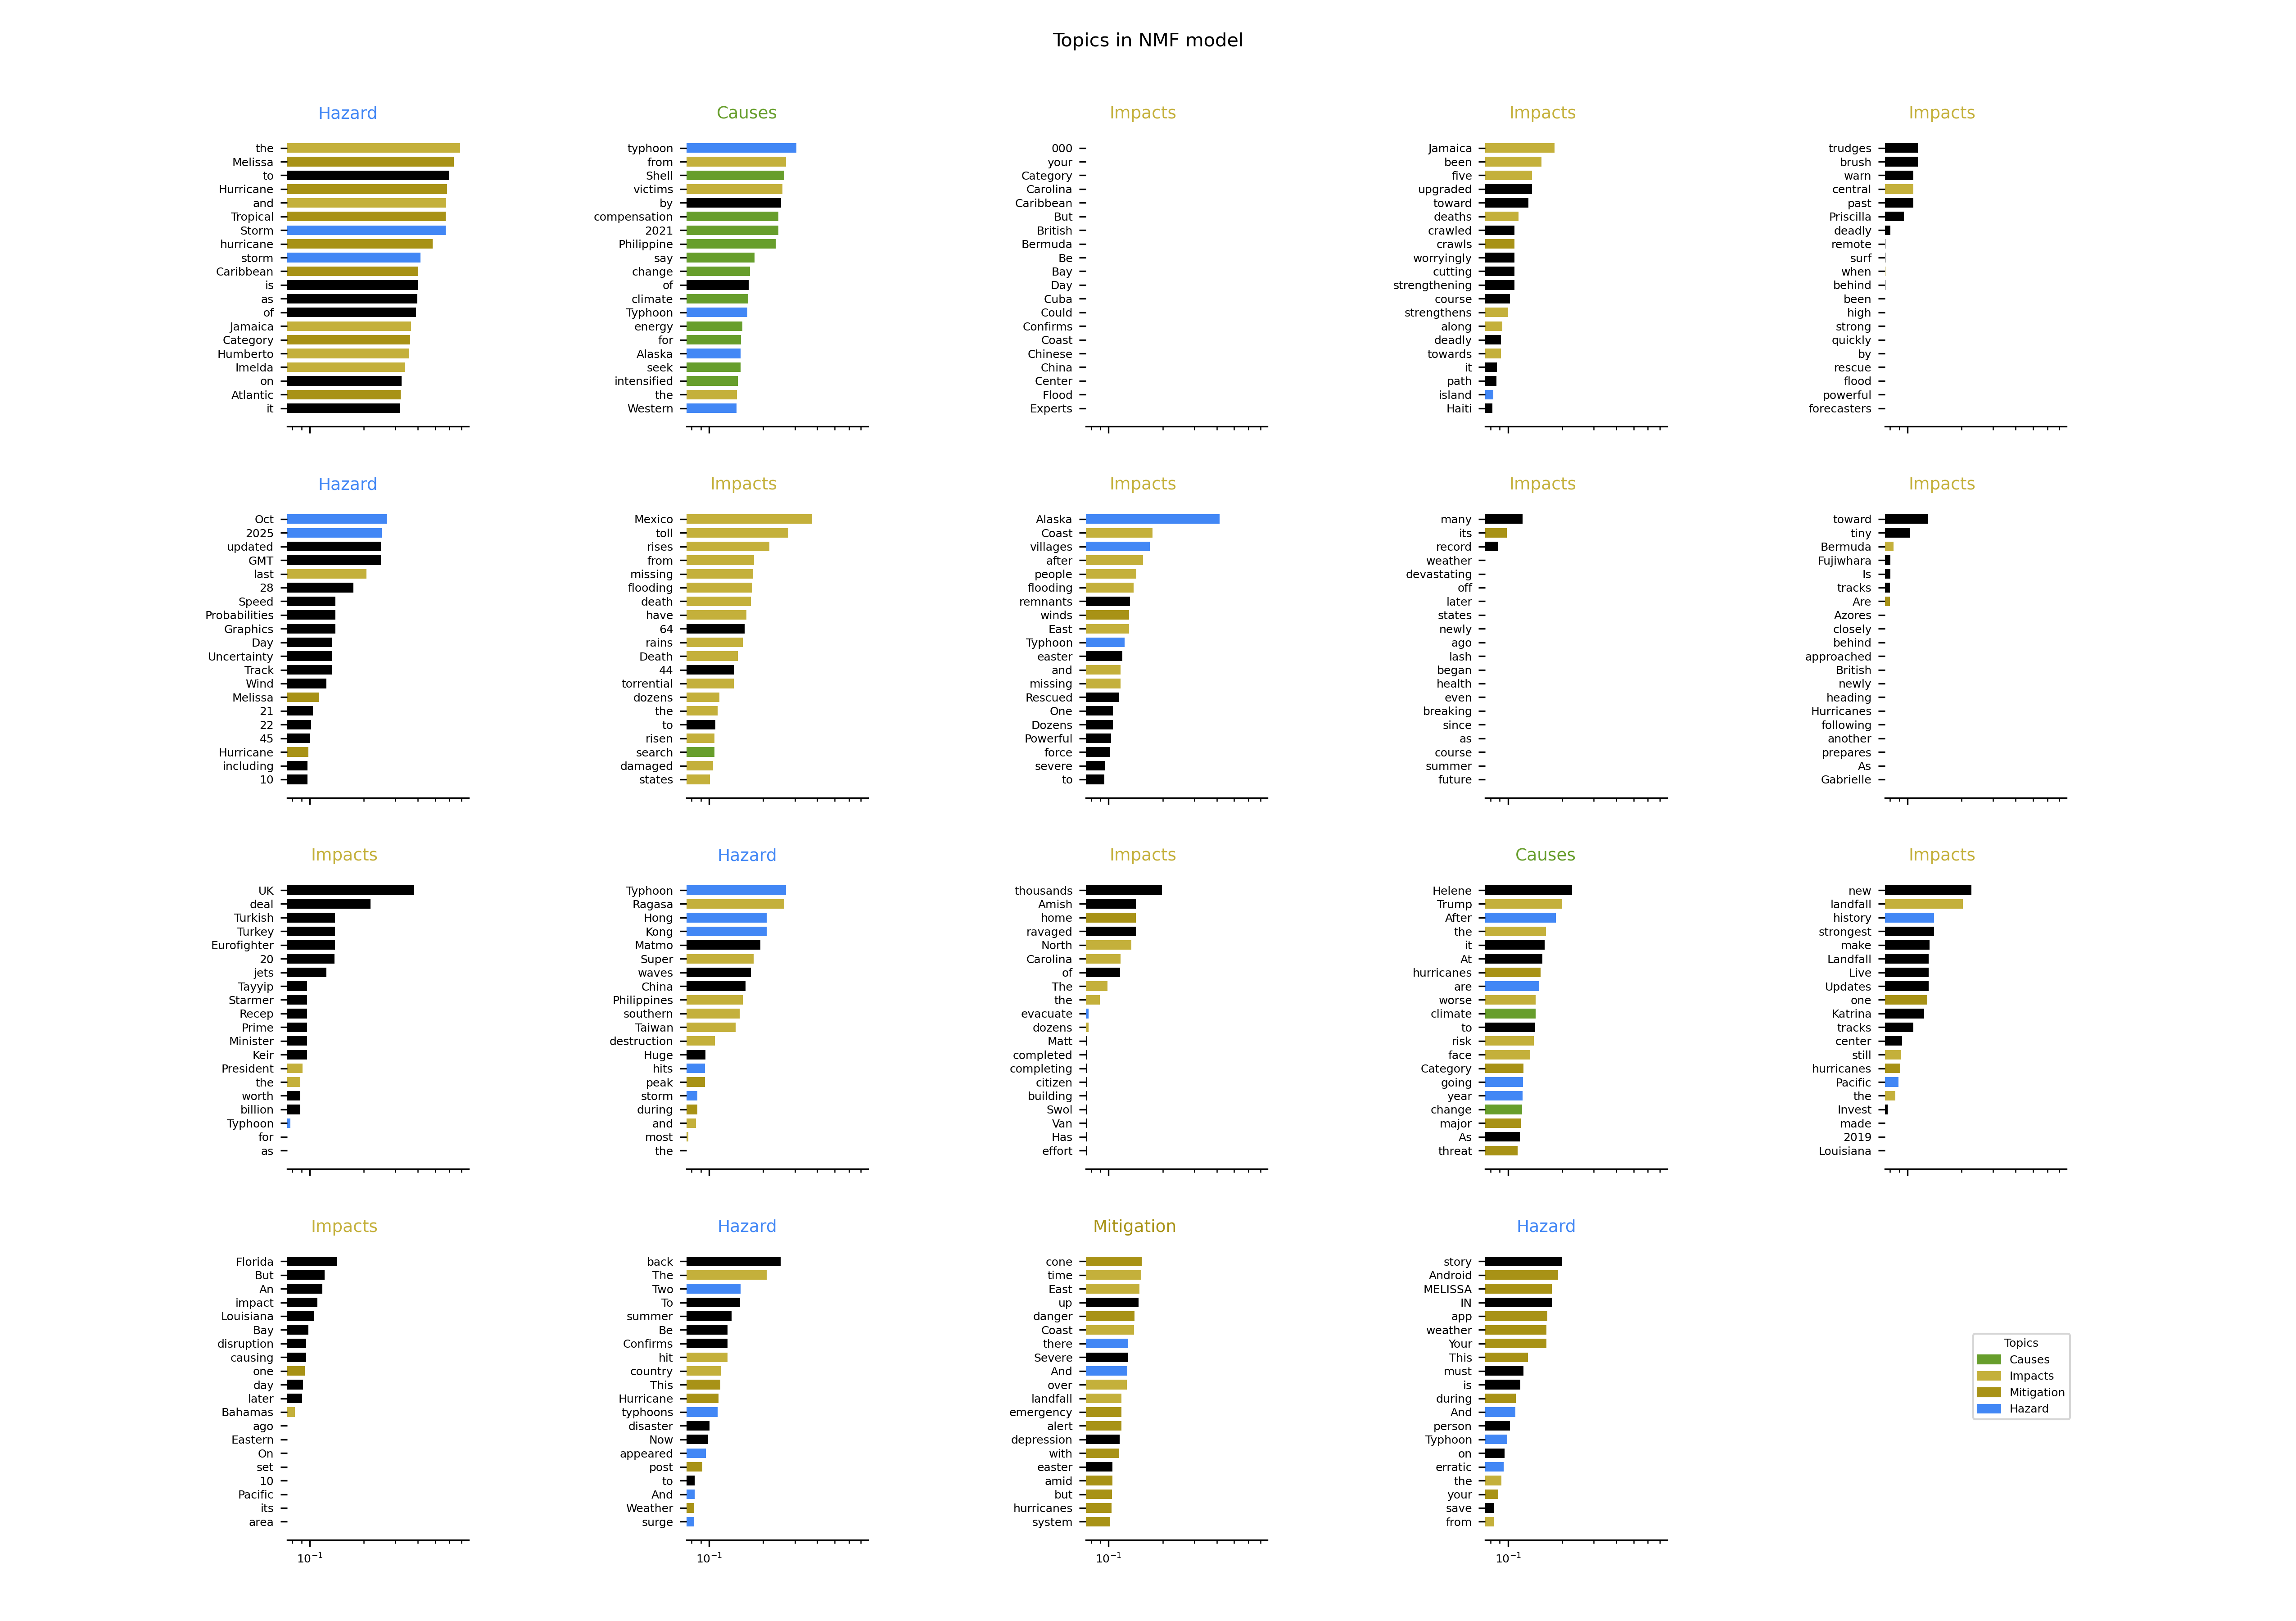 Topics in NMF model
Hazard
the
Melissa
to
Hurricane
and
Tropical
Storm
hurricane
storm
Caribbean
is
as
of
Jamaica
Category
Humberto
Imelda
on
Atlantic
it
Causes
typhoon
from
Shell
victims
by
compensation
2021
Philippine
say
change
of
climate
Typhoon
energy
for
Alaska
seek
intensified
the
Western
Impacts
000
your
Category
Carolina
Caribbean
But
British
Bermuda
Be
Bay
Day
Cuba
Could
Confirms
Coast
Chinese
China
Center
Flood
Experts
Impacts
Jamaica
been
five
upgraded
toward
deaths
crawled
crawls
worryingly
cutting
strengthening
course
strengthens
along
deadly
towards
it
path
island
Haiti
Impacts
trudges
brush
warn
central
past
Priscilla
deadly
remote
surf
when
behind
been
high
strong
quickly
by
rescue
flood
powerful
forecasters
Hazard
Oct
2025
updated
GMT
last
28
Speed
Probabilities
Graphics
Day
Uncertainty
Track
Wind
Melissa
21
22
45
Hurricane
including
10
Impacts
Mexico
toll
rises
from
missing
flooding
death
have
64
rains
Death
44
torrential
dozens
the
to
risen
search
damaged
states
Impacts
Alaska
Coast
villages
after
people
flooding
remnants
winds
East
Typhoon
easter
and
missing
Rescued
One
Dozens
Powerful
force
severe
to
Impacts
many
its
record
weather
devastating
off
later
states
newly
ago
lash
began
health
even
breaking
since
as
course
summer
future
Impacts
toward
tiny
Bermuda
Fujiwhara
Is
tracks
Are
Azores
closely
behind
approached
British
newly
heading
Hurricanes
following
another
prepares
As
Gabrielle
Impacts
UK
deal
Turkish
Turkey
Eurofighter
20
jets
Tayyip
Starmer
Recep
Prime
Minister
Keir
President
the
worth
billion
Typhoon
for
as
Hazard
Typhoon
Ragasa
Hong
Kong
Matmo
Super
waves
China
Philippines
southern
Taiwan
destruction
Huge
hits
peak
storm
during
and
most
the
Impacts
thousands
Amish
home
ravaged
North
Carolina
of
The
the
evacuate
dozens
Matt
completed
completing
citizen
building
Swol
Van
Has
effort
Causes
Helene
Trump
After
the
it
At
hurricanes
are
worse
climate
to
risk
face
Category
going
year
change
major
As
threat
Impacts
new
landfall
history
strongest
make
Landfall
Live
Updates
one
Katrina
tracks
center
still
hurricanes
Pacific
the
Invest
made
2019
Louisiana
Impacts
Florida
But
An
impact
Louisiana
Bay
disruption
causing
one
day
later
Bahamas
ago
Eastern
On
set
10
Pacific
its
area
10⁻¹
Hazard
back
The
Two
To
summer
Be
Confirms
hit
country
This
Hurricane
typhoons
disaster
Now
appeared
post
to
And
Weather
surge
10⁻¹
Mitigation
cone
time
East
up
danger
Coast
there
Severe
And
over
landfall
emergency
alert
depression
with
easter
amid
but
hurricanes
system
10⁻¹
Hazard
story
Android
MELISSA
IN
app
weather
Your
This
must
is
during
And
person
Typhoon
on
erratic
the
your
save
from
10⁻¹
Topics
Causes
Impacts
Mitigation
Hazard